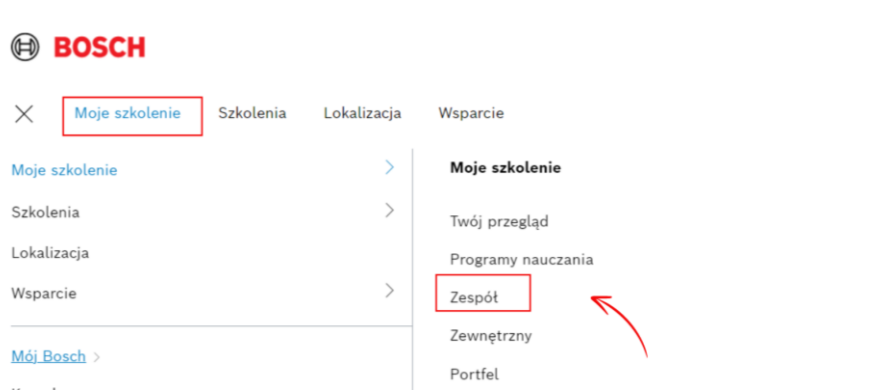 BOSCH
Moje szkolenie Szkolenia Lokalizacja Wsparcie
Moje szkolenie
Szkolenia
Lokalizacja
Wsparcie
Mój Bosch
Moje szkolenie
Twój przegląd
Programy nauczania
Zespół
Zewnętrzny
Portfel